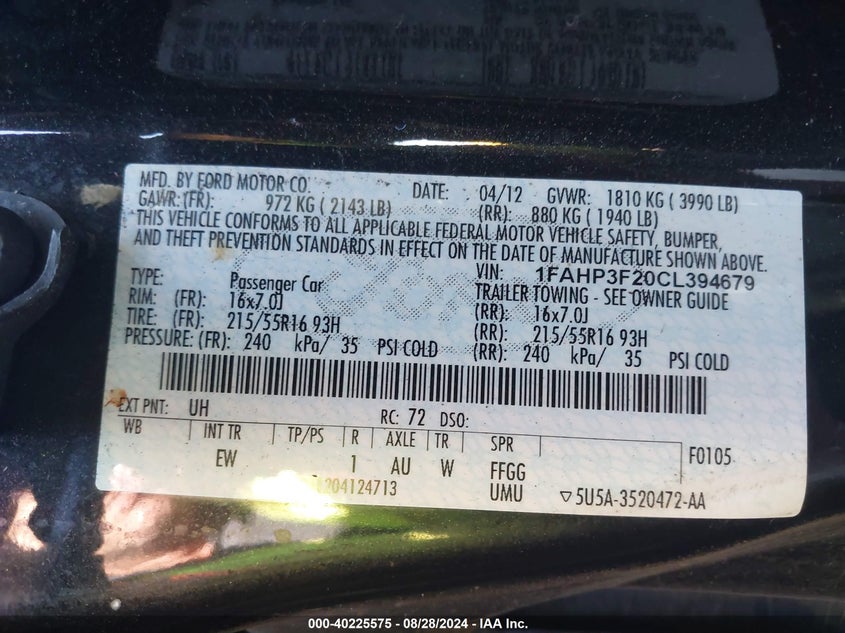 MFD. BY FORD MOTOR CO. DATE: 04/12 GVWR: 1810 KG ( 3990 LB)
GAWR:(FR): 972 KG ( 2143 LB) (RR): 880 KG ( 1940 LB)
THIS VEHICLE CONFORMS TO ALL APPLICABLE FEDERAL MOTOR VEHICLE SAFETY, BUMPER,
AND THEFT PREVENTION STANDARDS IN EFFECT ON THE DATE OF MANUFACTURE SHOWN ABOVE.
VIN: 1FAHP3F20CL394679
TYPE: Passenger Car TRAILER TOWING - SEE OWNER GUIDE
RIM: (FR): 16x7.0J (RR): 16x7.0J
TIRE: (FR): 215/55R16 93H (RR): 215/55R16 93H
PRESSURE: (FR): 240 kPa/ 35 PSI COLD (RR): 240 kPa/ 35 PSI COLD
EXT PNT: UH RC: 72 DSO:
WB INT TR TP/PS R AXLE TR SPR F0105
EW 1 AU W FFGG
204124713 UMU ▽5U5A-3520472-AA
000-40225575 - 08/28/2024 - IAA Inc.